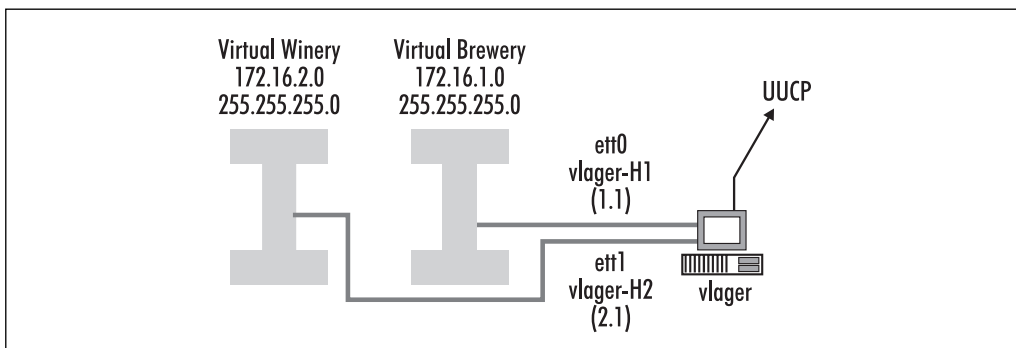 Virtual Winery
172.16.2.0
255.255.255.0
Virtual Brewery
172.16.1.0
255.255.255.0
UUCP
ett0
vlager-H1
(1.1)
ett1
vlager-H2
(2.1)
vlager